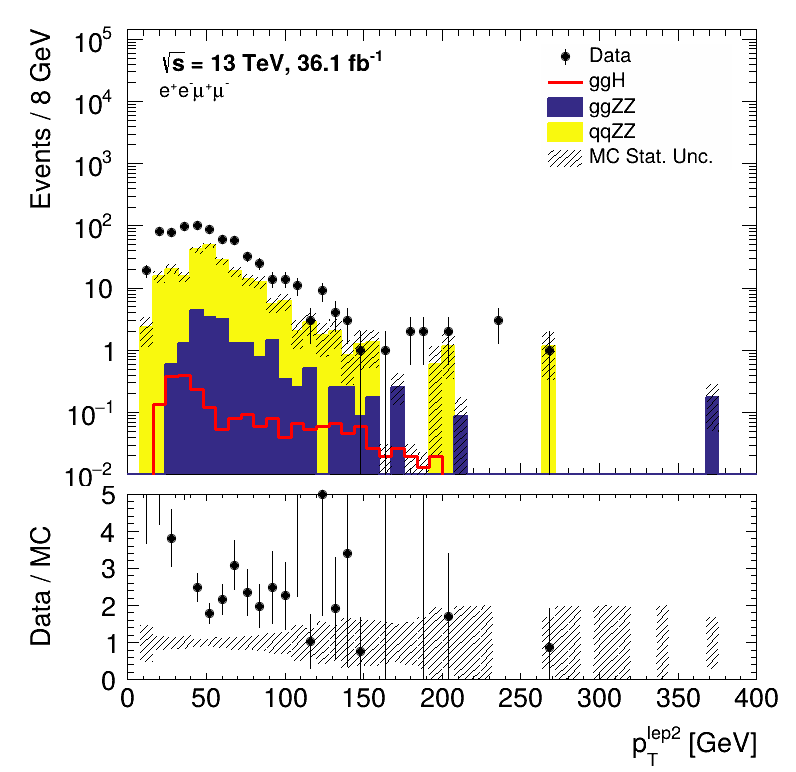 10⁵
10⁴
10³
10²
10
1
10⁻¹
10⁻²
Events / 8 GeV
√s = 13 TeV, 36.1 fb⁻¹
e⁺e⁻μ⁺μ⁻
Data
ggH
ggZZ
qqZZ
MC Stat. Unc.
5
4
3
2
1
0
Data / MC
0 50 100 150 200 250 300 350 400
p_T^lep2 [GeV]